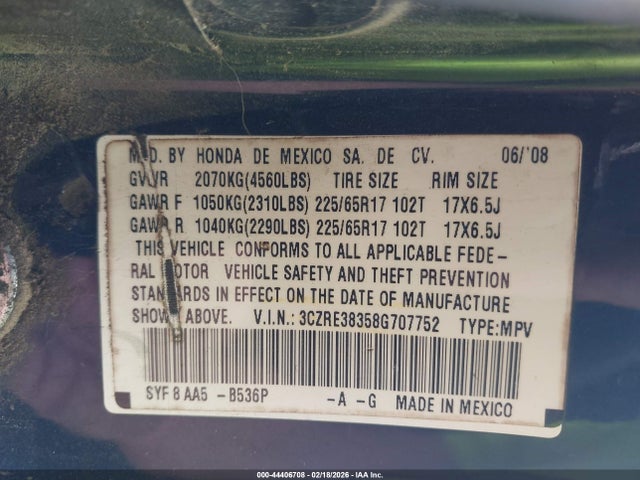 MFD. BY HONDA DE MEXICO SA. DE CV. 06/'08
GVWR 2070KG(4560LBS) TIRE SIZE RIM SIZE
GAWR F 1050KG(2310LBS) 225/65R17 102T 17X6.5J
GAWR R 1040KG(2290LBS) 225/65R17 102T 17X6.5J
THIS VEHICLE CONFORMS TO ALL APPLICABLE FEDE-
RAL MOTOR VEHICLE SAFETY AND THEFT PREVENTION
STANDARDS IN EFFECT ON THE DATE OF MANUFACTURE
SHOWN ABOVE. V.I.N.: 3CZRE38358G707752 TYPE:MPV
SYF 8 AA5 -B536P -A -G MADE IN MEXICO
000-44406708 - 02/18/2026 - IAA Inc.